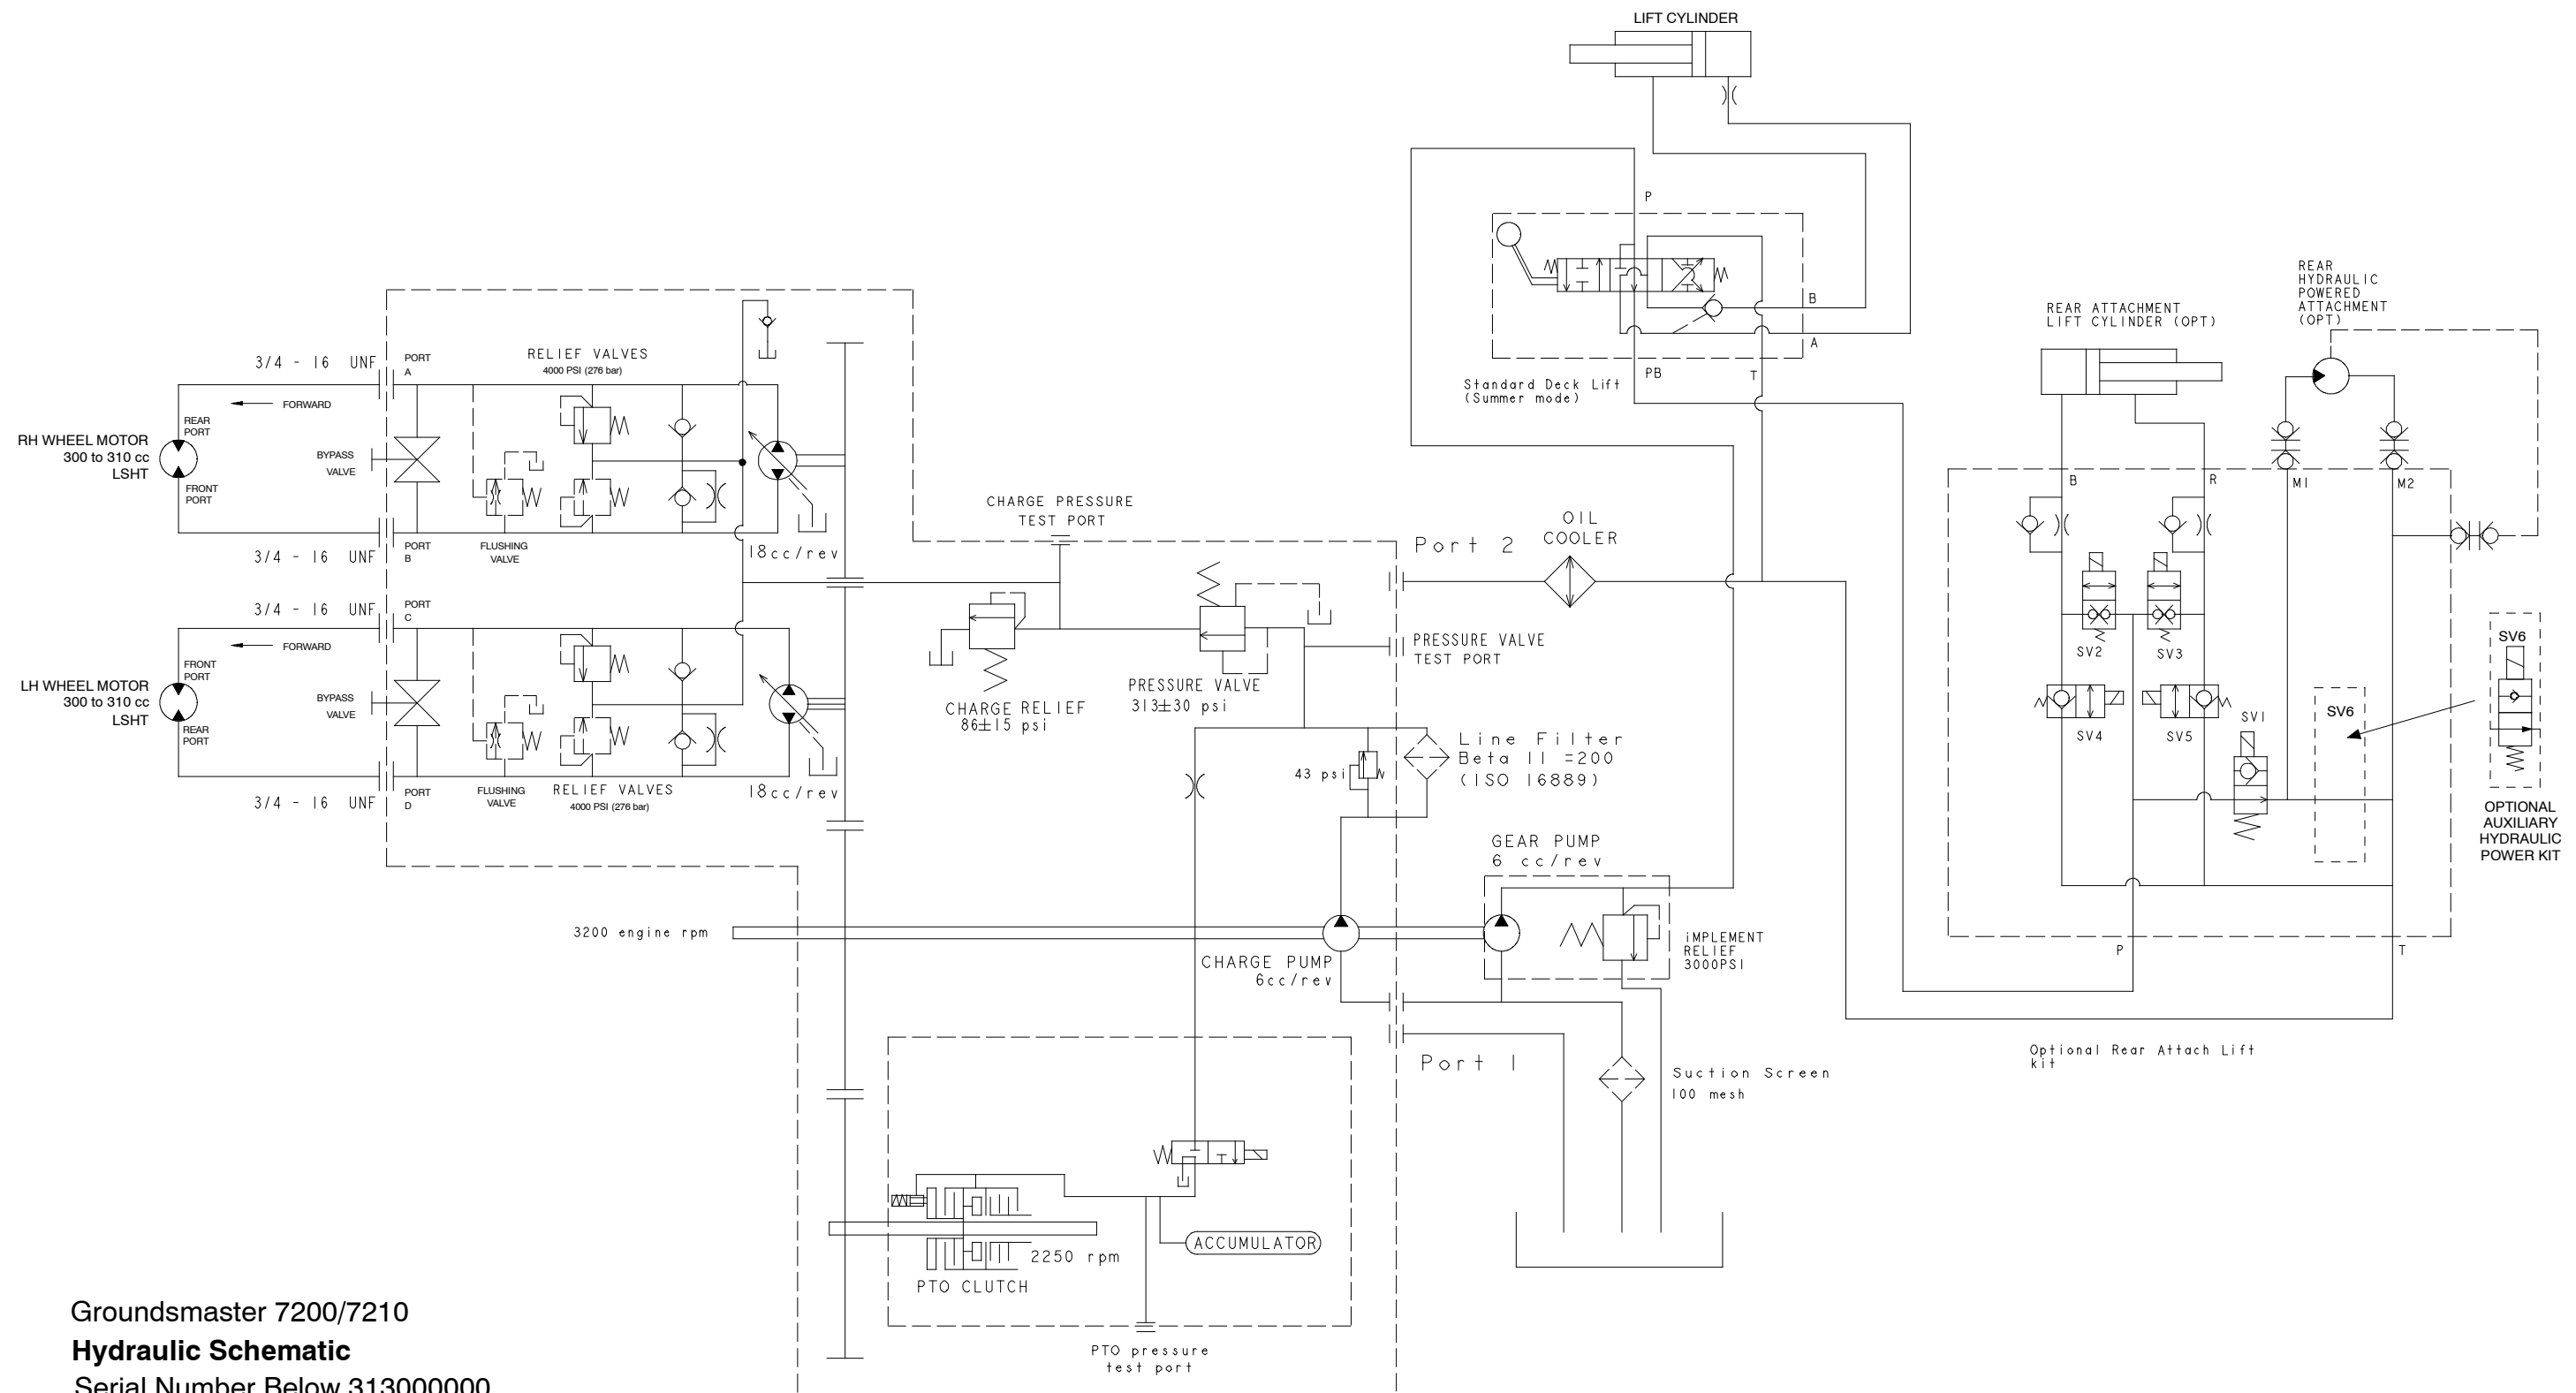 LIFT CYLINDER
P
B
A
PB
T
Standard Deck Lift
(Summer mode)
REAR ATTACHMENT
LIFT CYLINDER (OPT)
REAR
HYDRAULIC
POWERED
ATTACHMENT
(OPT)
B
R
M1
M2
SV2
SV3
SV4
SV5
SV1
SV6
SV6
OPTIONAL
AUXILIARY
HYDRAULIC
POWER KIT
P
T
Optional Rear Attach Lift
kit
3/4 - 16 UNF
PORT
A
RELIEF VALVES
4000 PSI (276 bar)
FORWARD
REAR
PORT
RH WHEEL MOTOR
300 to 310 cc
LSHT
BYPASS
VALVE
FRONT
PORT
3/4 - 16 UNF
PORT
B
FLUSHING
VALVE
18cc/rev
3/4 - 16 UNF
PORT
C
FORWARD
FRONT
PORT
LH WHEEL MOTOR
300 to 310 cc
LSHT
BYPASS
VALVE
REAR
PORT
3/4 - 16 UNF
PORT
D
FLUSHING
VALVE
RELIEF VALVES
4000 PSI (276 bar)
18cc/rev
CHARGE PRESSURE
TEST PORT
CHARGE RELIEF
86±15 psi
PRESSURE VALVE
313±30 psi
Port 2
OIL
COOLER
PRESSURE VALVE
TEST PORT
43 psi
Line Filter
Beta 11 =200
(ISO 16889)
GEAR PUMP
6 cc/rev
3200 engine rpm
CHARGE PUMP
6cc/rev
iMPLEMENT
RELIEF
3000PSI
Port 1
Suction Screen
100 mesh
ACCUMULATOR
2250 rpm
PTO CLUTCH
PTO pressure
test port
Groundsmaster 7200/7210
Hydraulic Schematic
Serial Number Below 313000000